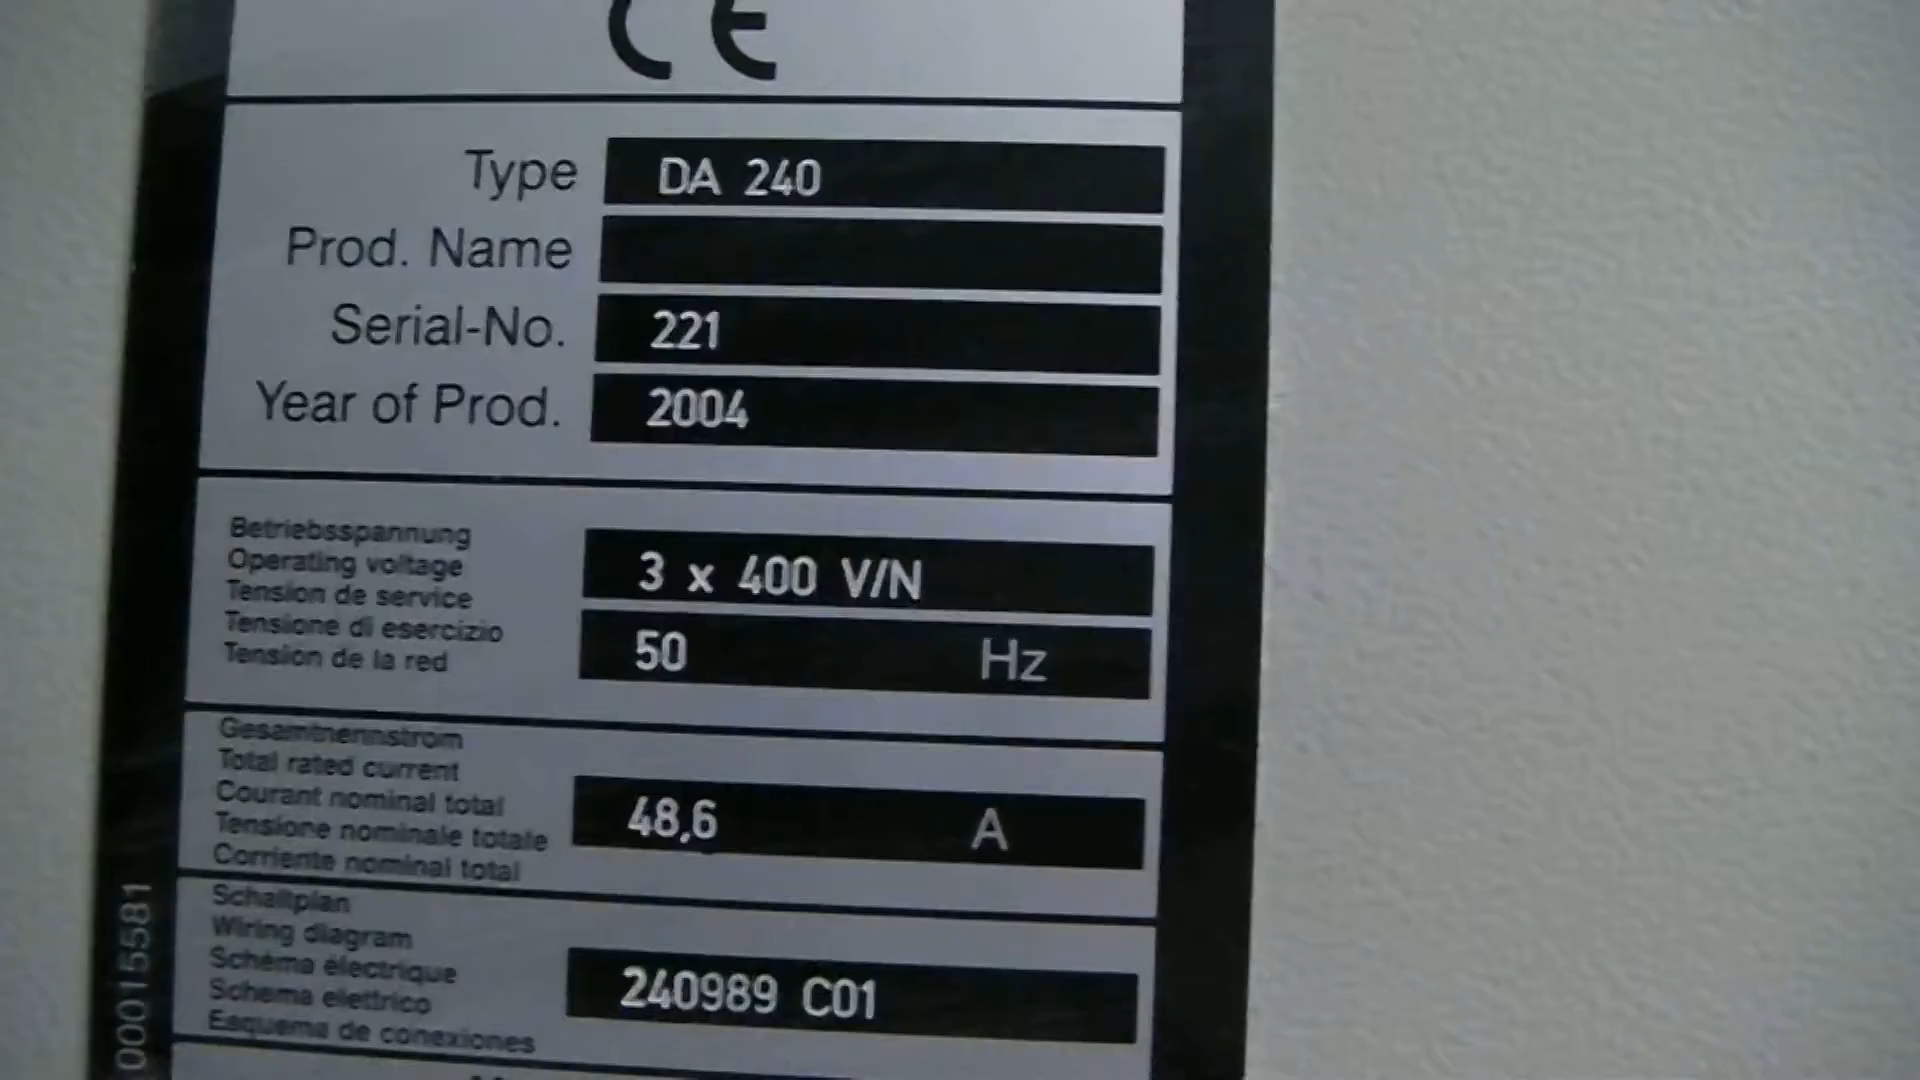 CE
Type DA 240
Prod. Name
Serial-No. 221
Year of Prod. 2004
Betriebsspannung
Operating voltage
Tension de service
Tensione di esercizio
Tension de la red
3 x 400 V/N
50 Hz
Gesamtnennstrom
Total rated current
Courant nominal total
Tensione nominale totale
Corriente nominal total
48,6 A
Schaltplan
Wiring diagram
Schéma électrique
Schema elettrico
Esquema de conexiones
240989 C01
00015581